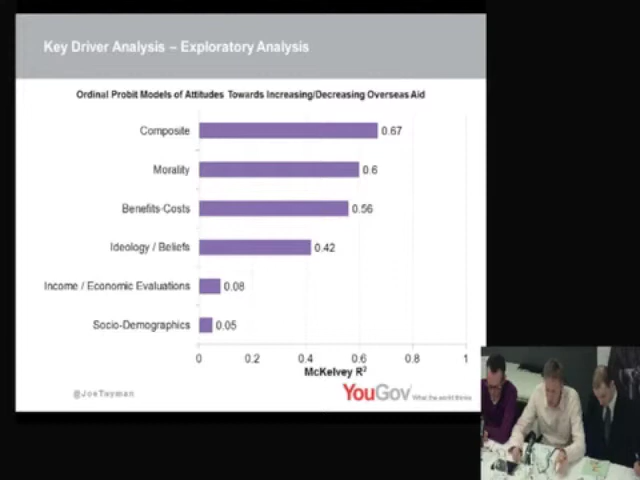 Key Driver Analysis – Exploratory Analysis
Ordinal Probit Models of Attitudes Towards Increasing/Decreasing Overseas Aid
Composite 0.67
Morality 0.6
Benefits-Costs 0.56
Ideology / Beliefs 0.42
Income / Economic Evaluations 0.08
Socio-Demographics 0.05
0 0.2 0.4 0.6 0.8 1
McKelvey R²
@JoeTwyman
YouGov What the world thinks